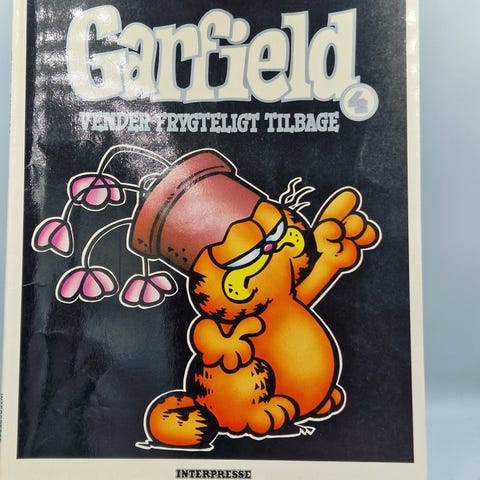 Garfield
4
VENDER FRYGTELIGT TILBAGE
INTERPRESSE